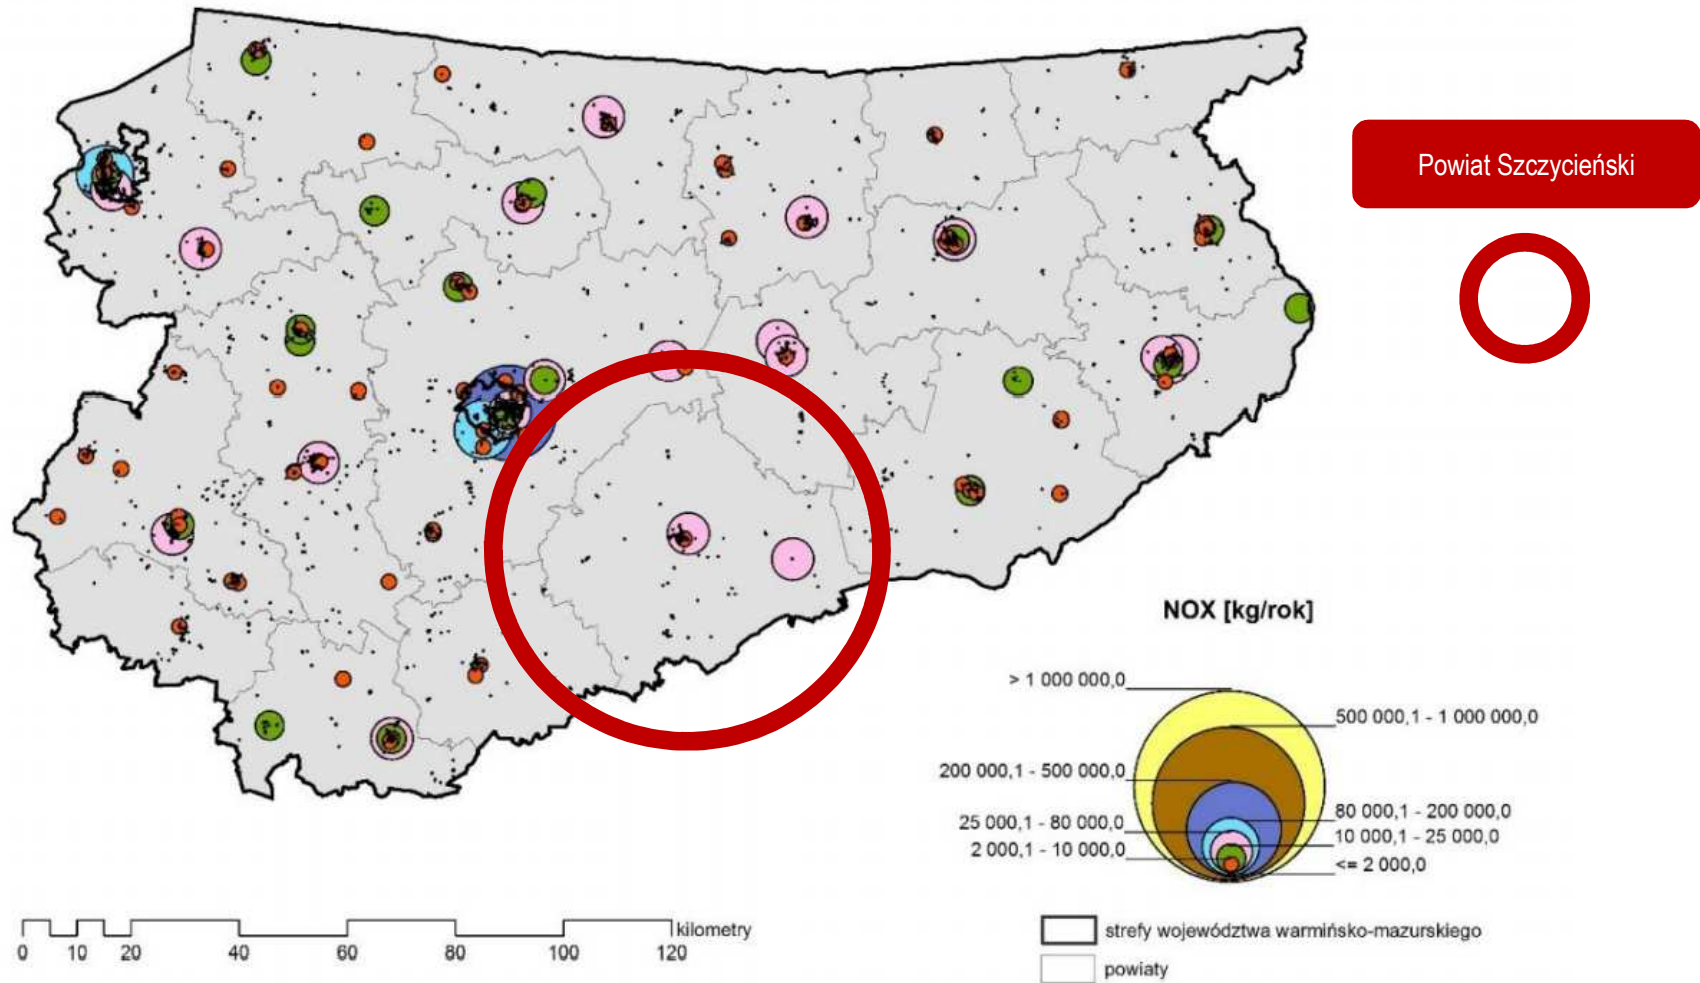 Powiat Szczycieński
NOX [kg/rok]
> 1 000 000,0
500 000,1 - 1 000 000,0
200 000,1 - 500 000,0
80 000,1 - 200 000,0
25 000,1 - 80 000,0
10 000,1 - 25 000,0
2 000,1 - 10 000,0
<= 2 000,0
kilometry
0 10 20 40 60 80 100 120
strefy województwa warmińsko-mazurskiego
powiaty